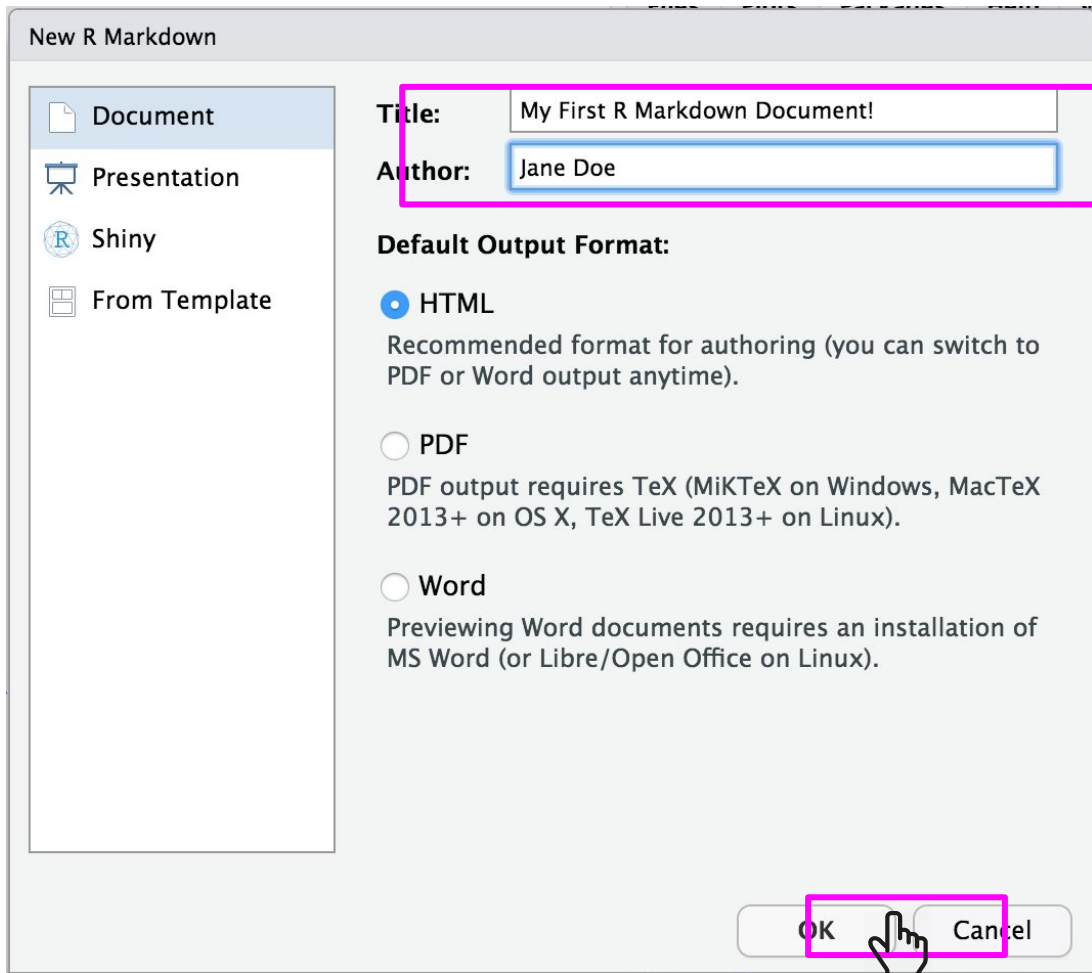 New R Markdown
Document
Presentation
R Shiny
From Template
Title: My First R Markdown Document!
Author: Jane Doe
Default Output Format:
HTML
Recommended format for authoring (you can switch to
PDF or Word output anytime).
PDF
PDF output requires TeX (MiKTeX on Windows, MacTeX
2013+ on OS X, TeX Live 2013+ on Linux).
Word
Previewing Word documents requires an installation of
MS Word (or Libre/Open Office on Linux).
OK Cancel